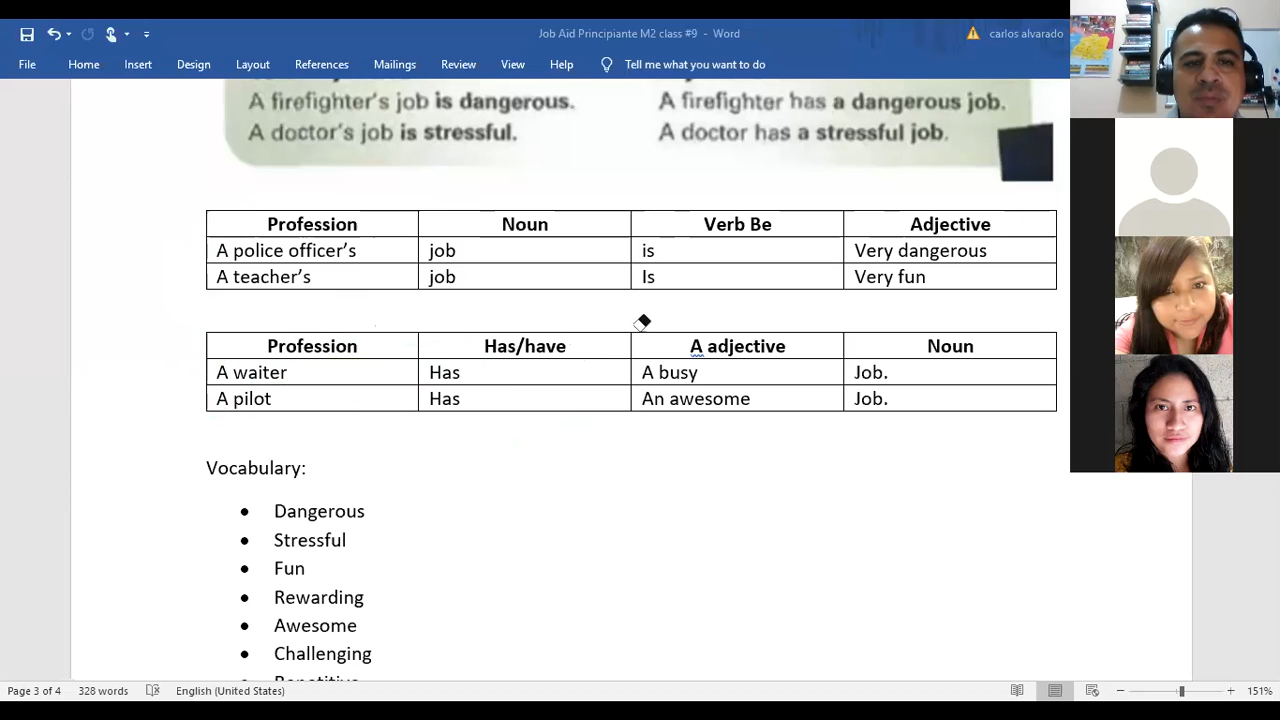 Job Aid Principiante M2 class #9 - Word
carlos alvarado
File Home Insert Design Layout References Mailings Review View Help Tell me what you want to do
A firefighter's job is dangerous. A firefighter has a dangerous job.
A doctor's job is stressful. A doctor has a stressful job.
Profession Noun Verb Be Adjective
A police officer's job is Very dangerous
A teacher's job Is Very fun
Profession Has/have A adjective Noun
A waiter Has A busy Job.
A pilot Has An awesome Job.
Vocabulary:
Dangerous
Stressful
Fun
Rewarding
Awesome
Challenging
Repetitive
Page 3 of 4 328 words English (United States) 151%